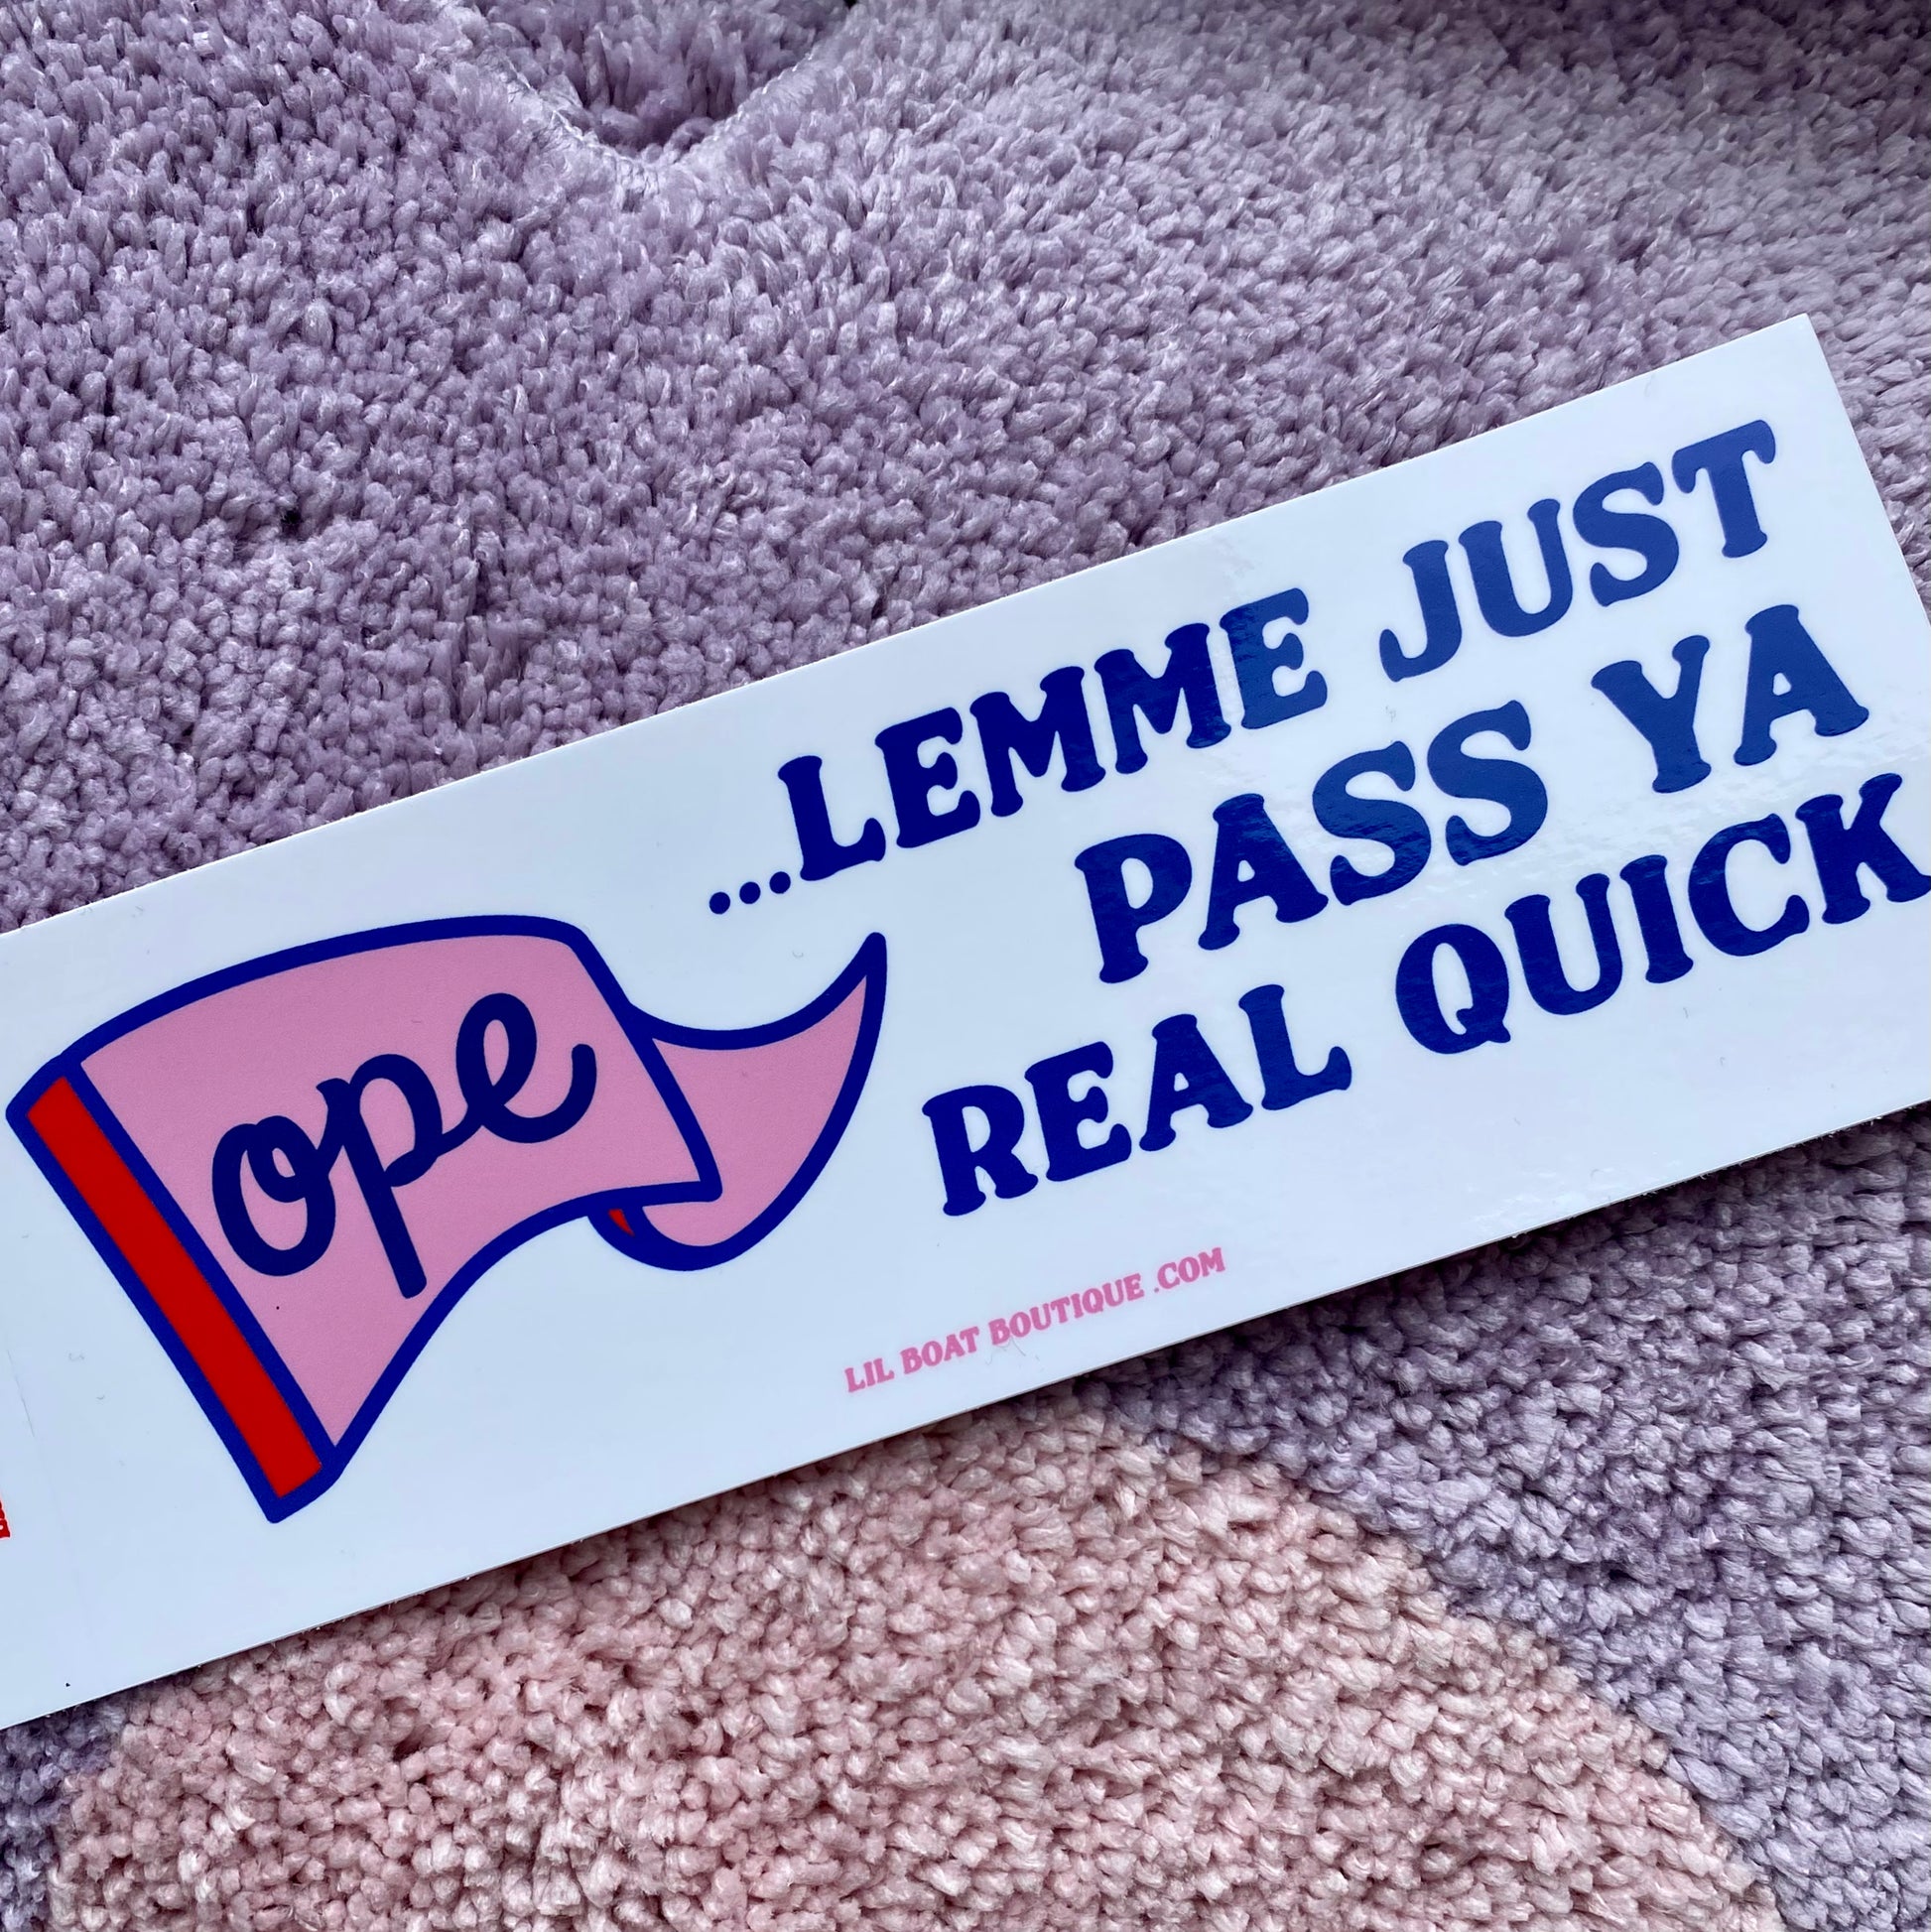 ope
...LEMME JUST
PASS YA
REAL QUICK
LIL BOAT BOUTIQUE .COM